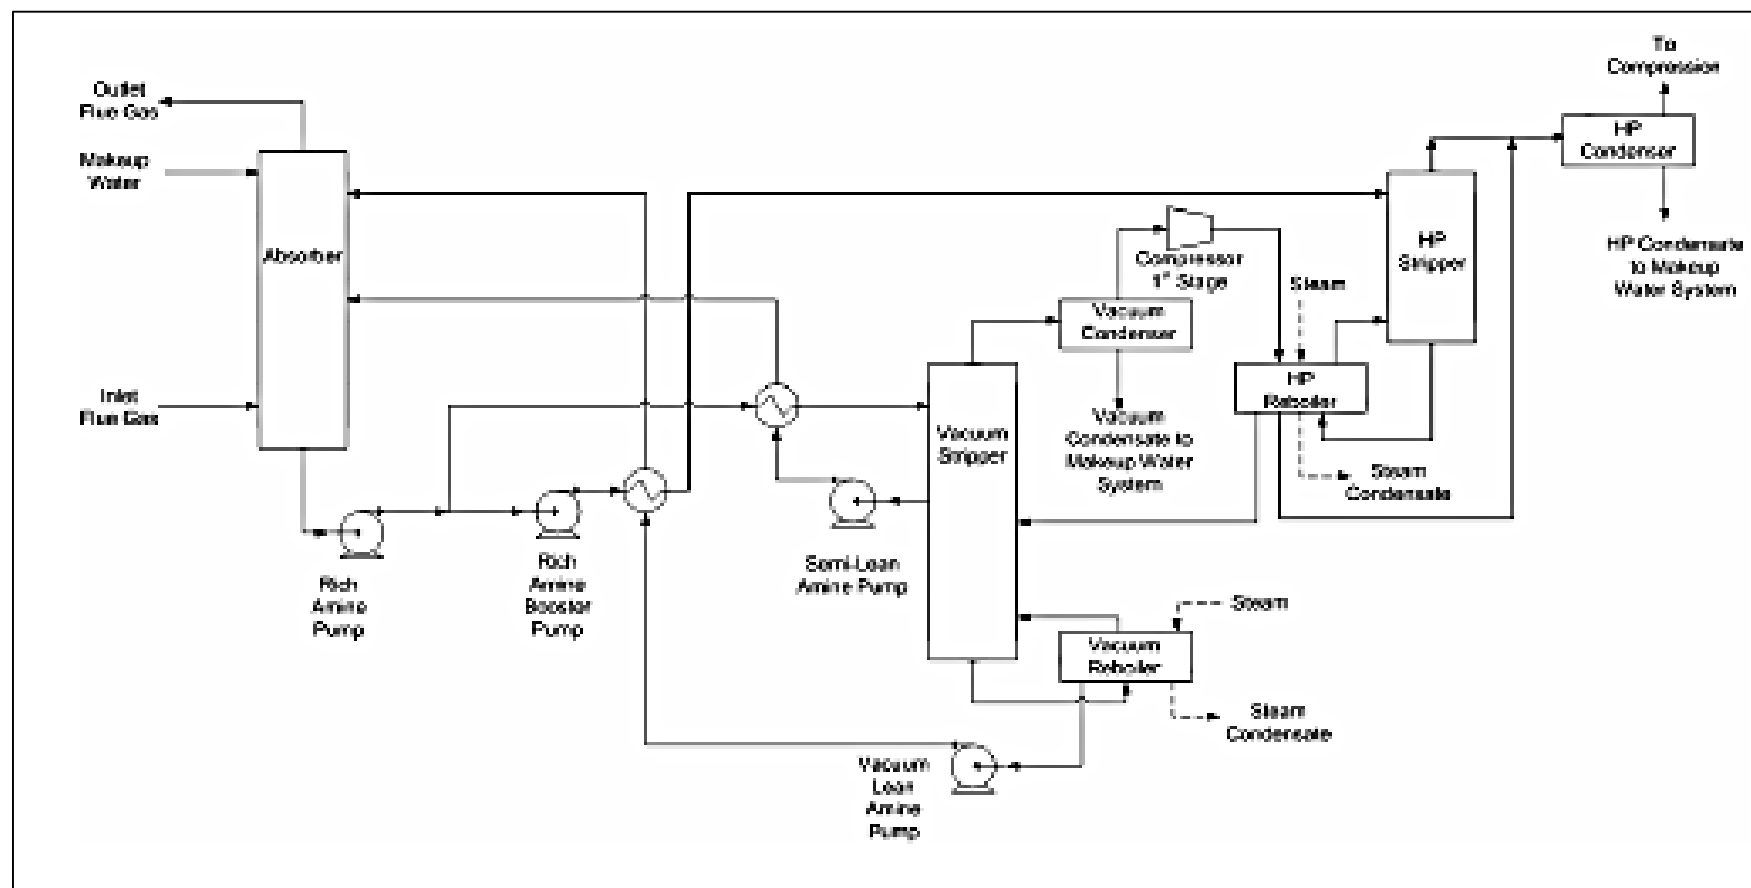 To
Compression
Outlet
Flue Gas
HP
Condenser
Makeup
Water
Absorber
HP
Stripper
HP Condensate
to Makeup
Water System
Compressor
1st Stage
Steam
Vacuum
Condenser
HP
Reboiler
Inlet
Flue Gas
Vacuum
Condensate to
Makeup Water
System
Vacuum
Stripper
Steam
Condensate
Rich
Amine
Pump
Rich
Amine
Booster
Pump
Semi-Lean
Amine Pump
Steam
Vacuum
Reboiler
Steam
Condensate
Vacuum
Lean
Amine
Pump